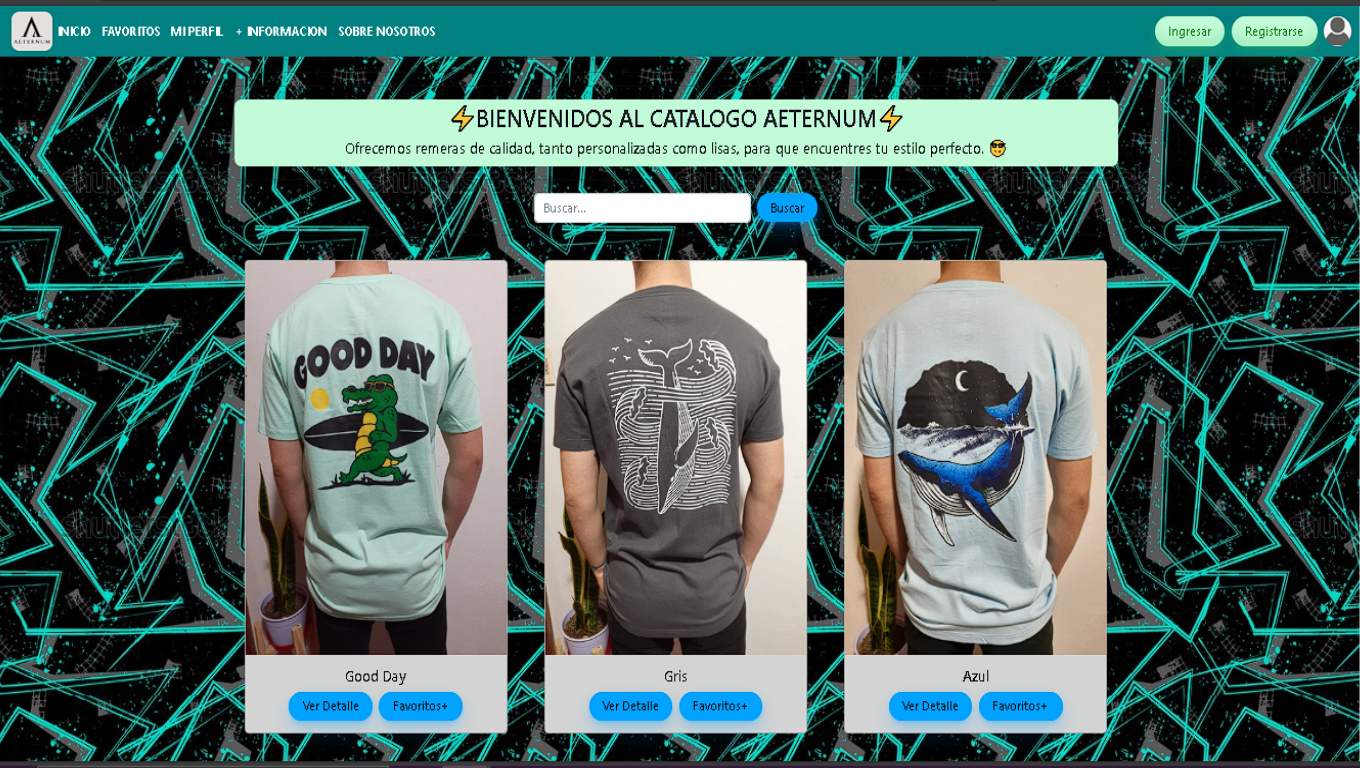 AETERNUM
INICIO FAVORITOS MI PERFIL + INFORMACION SOBRE NOSOTROS
Ingresar Registrarse
⚡BIENVENIDOS AL CATALOGO AETERNUM⚡
Ofrecemos remeras de calidad, tanto personalizadas como lisas, para que encuentres tu estilo perfecto. 😎
Buscar... Buscar
GOOD DAY
Good Day
Ver Detalle Favoritos+
Gris
Ver Detalle Favoritos+
Azul
Ver Detalle Favoritos+